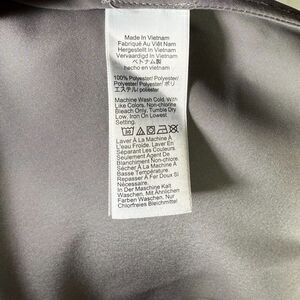 Made In Vietnam
Fabriqué Au Viêt Nam
Hergestellt In Vietnam
Vervaardigd In Vietnam
ベトナム製
hecho en vietnam
100% Polyester/ Polyester/
Polyester/ Polyester/ ポリ
エステル/ poliéster
Machine Wash Cold, With
Like Colors. Non-chlorine
Bleach Only, Tumble Dry
Low. Iron On Lowest
Setting.
Laver À La Machine À
L'eau Froide. Laver En
Séparant Les Couleurs.
Seulement Agent De
Blanchiment Non-chlore.
Sécher À La Machine À
Basse Température.
Repasser À Fer Doux Si
Nécessaire.
In Der Maschine Kalt
Waschen, Mit Ähnlichen
Farben Waschen. Nur
Chlorfreies Bleichmittel